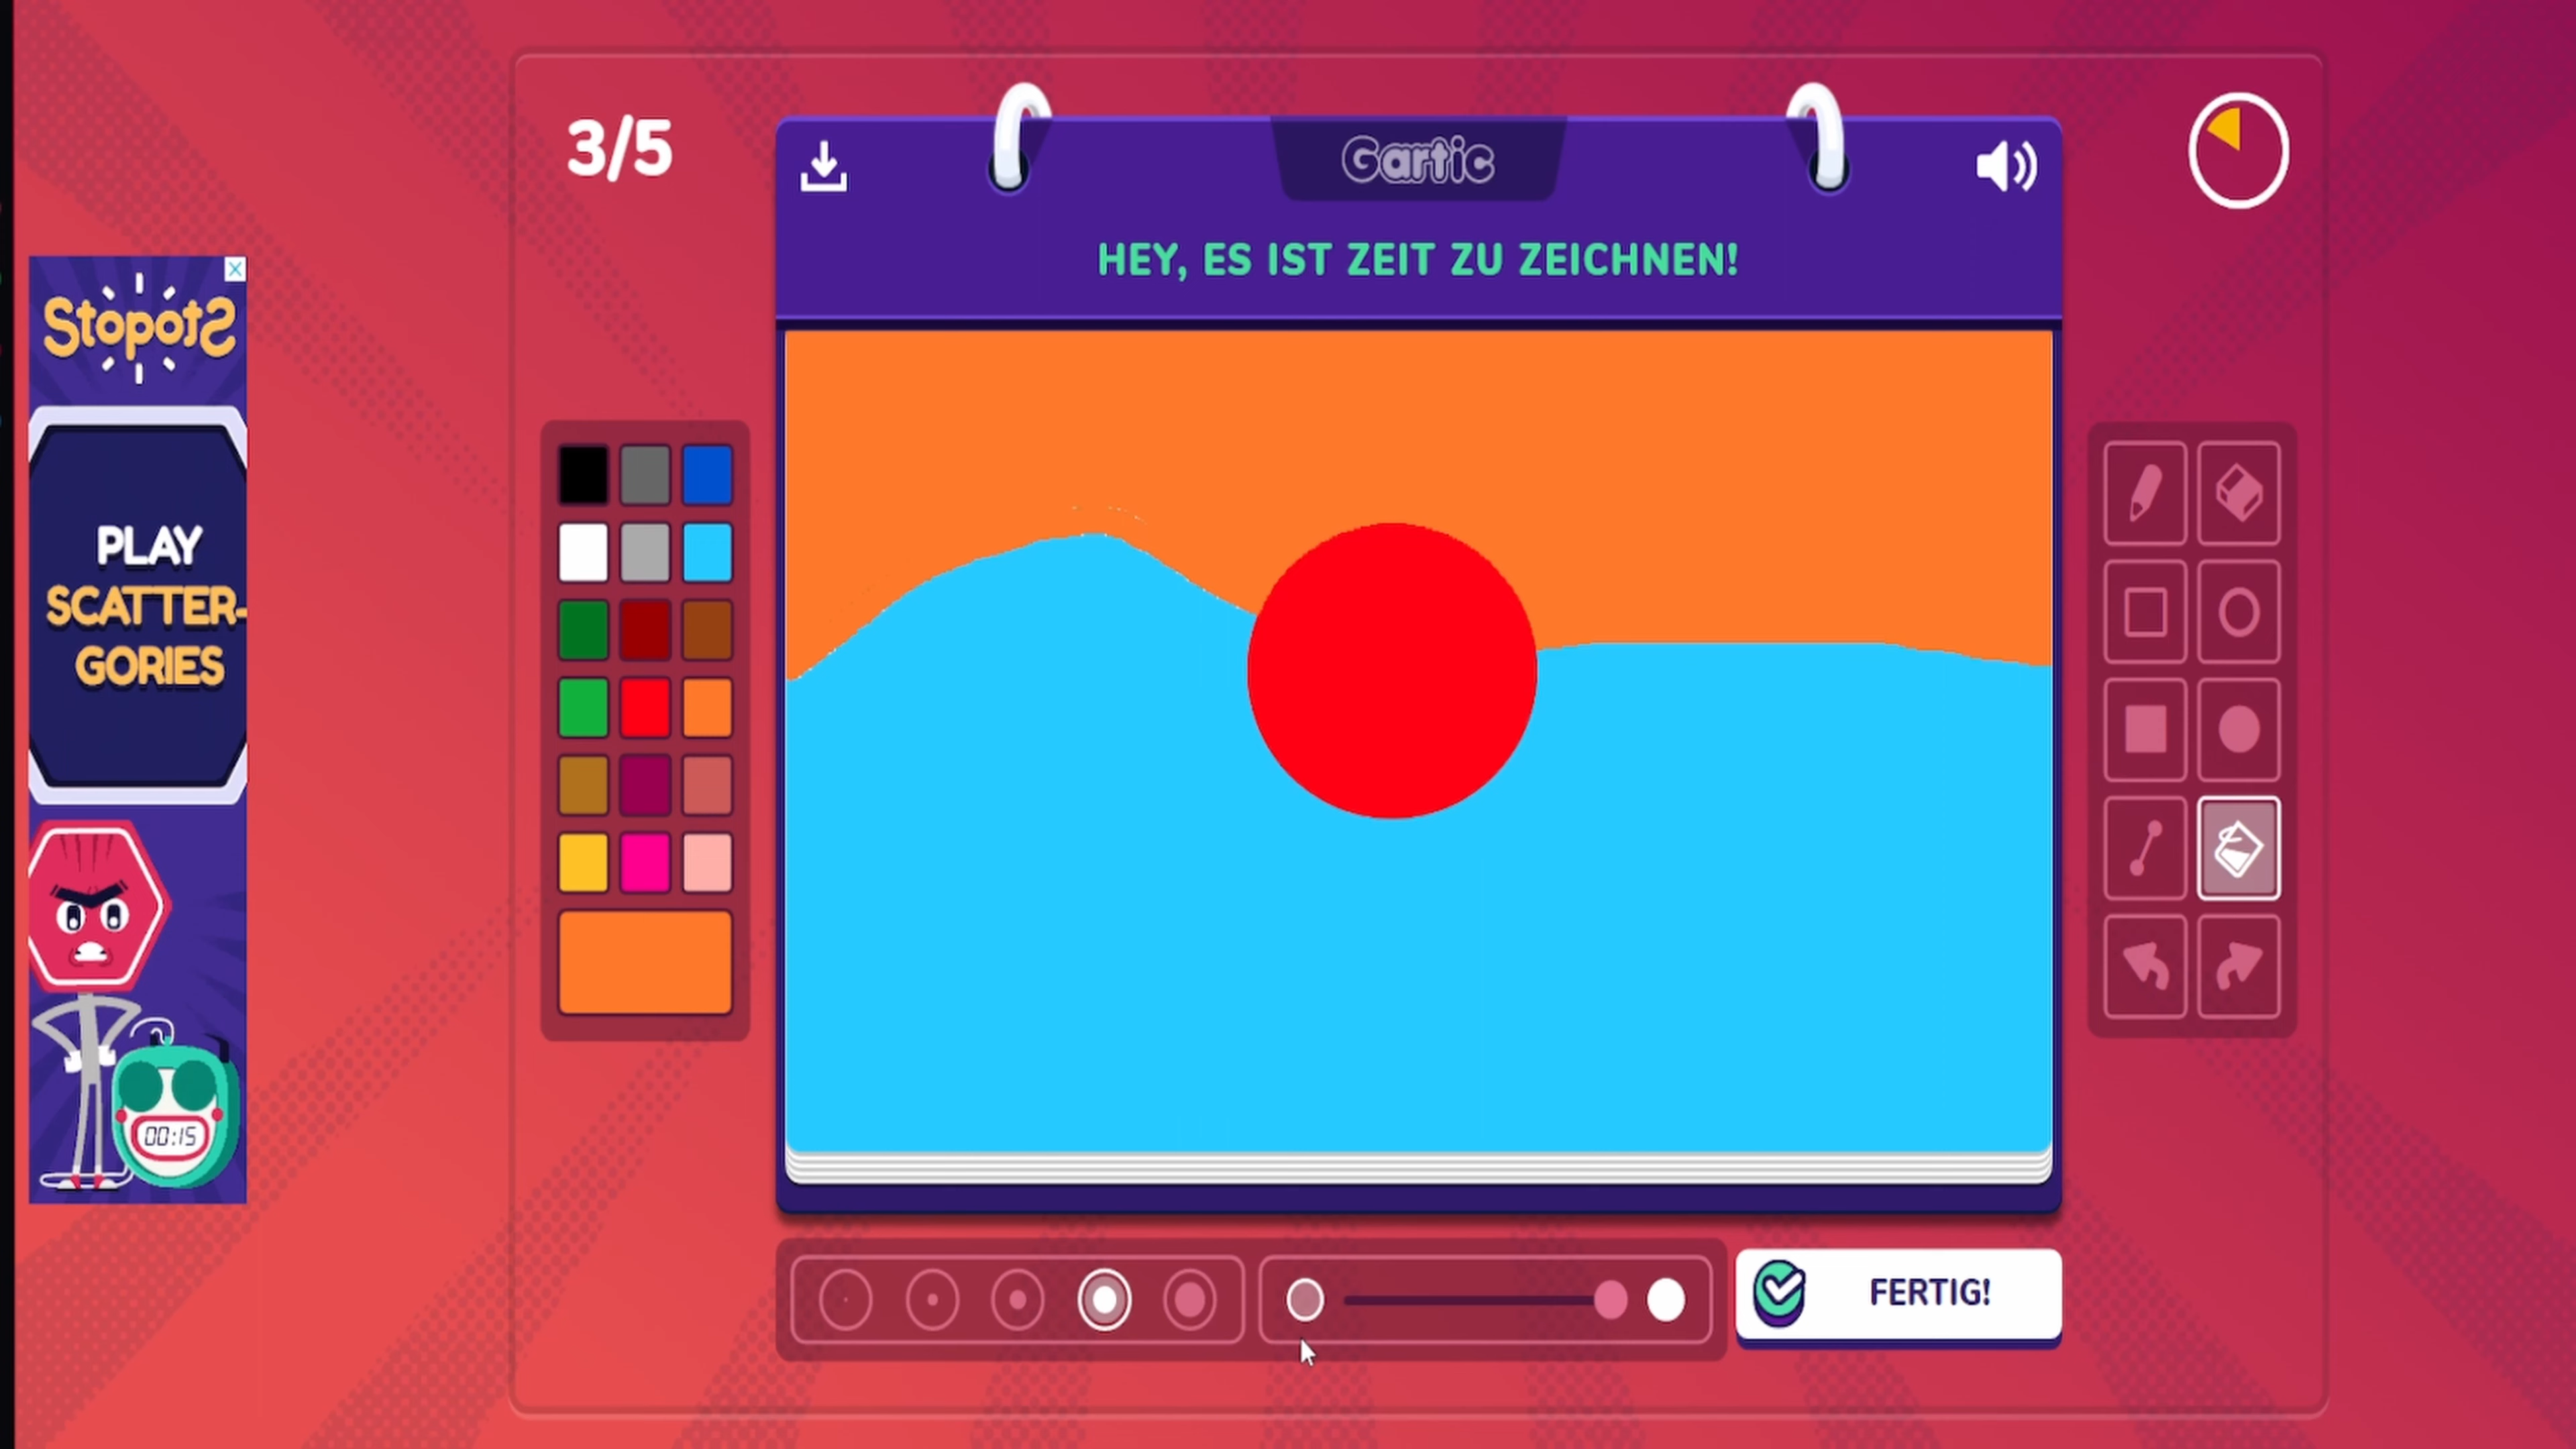 3/5
Gartic
HEY, ES IST ZEIT ZU ZEICHNEN!
StopotS
PLAY
SCATTER-
GORIES
00:15
FERTIG!